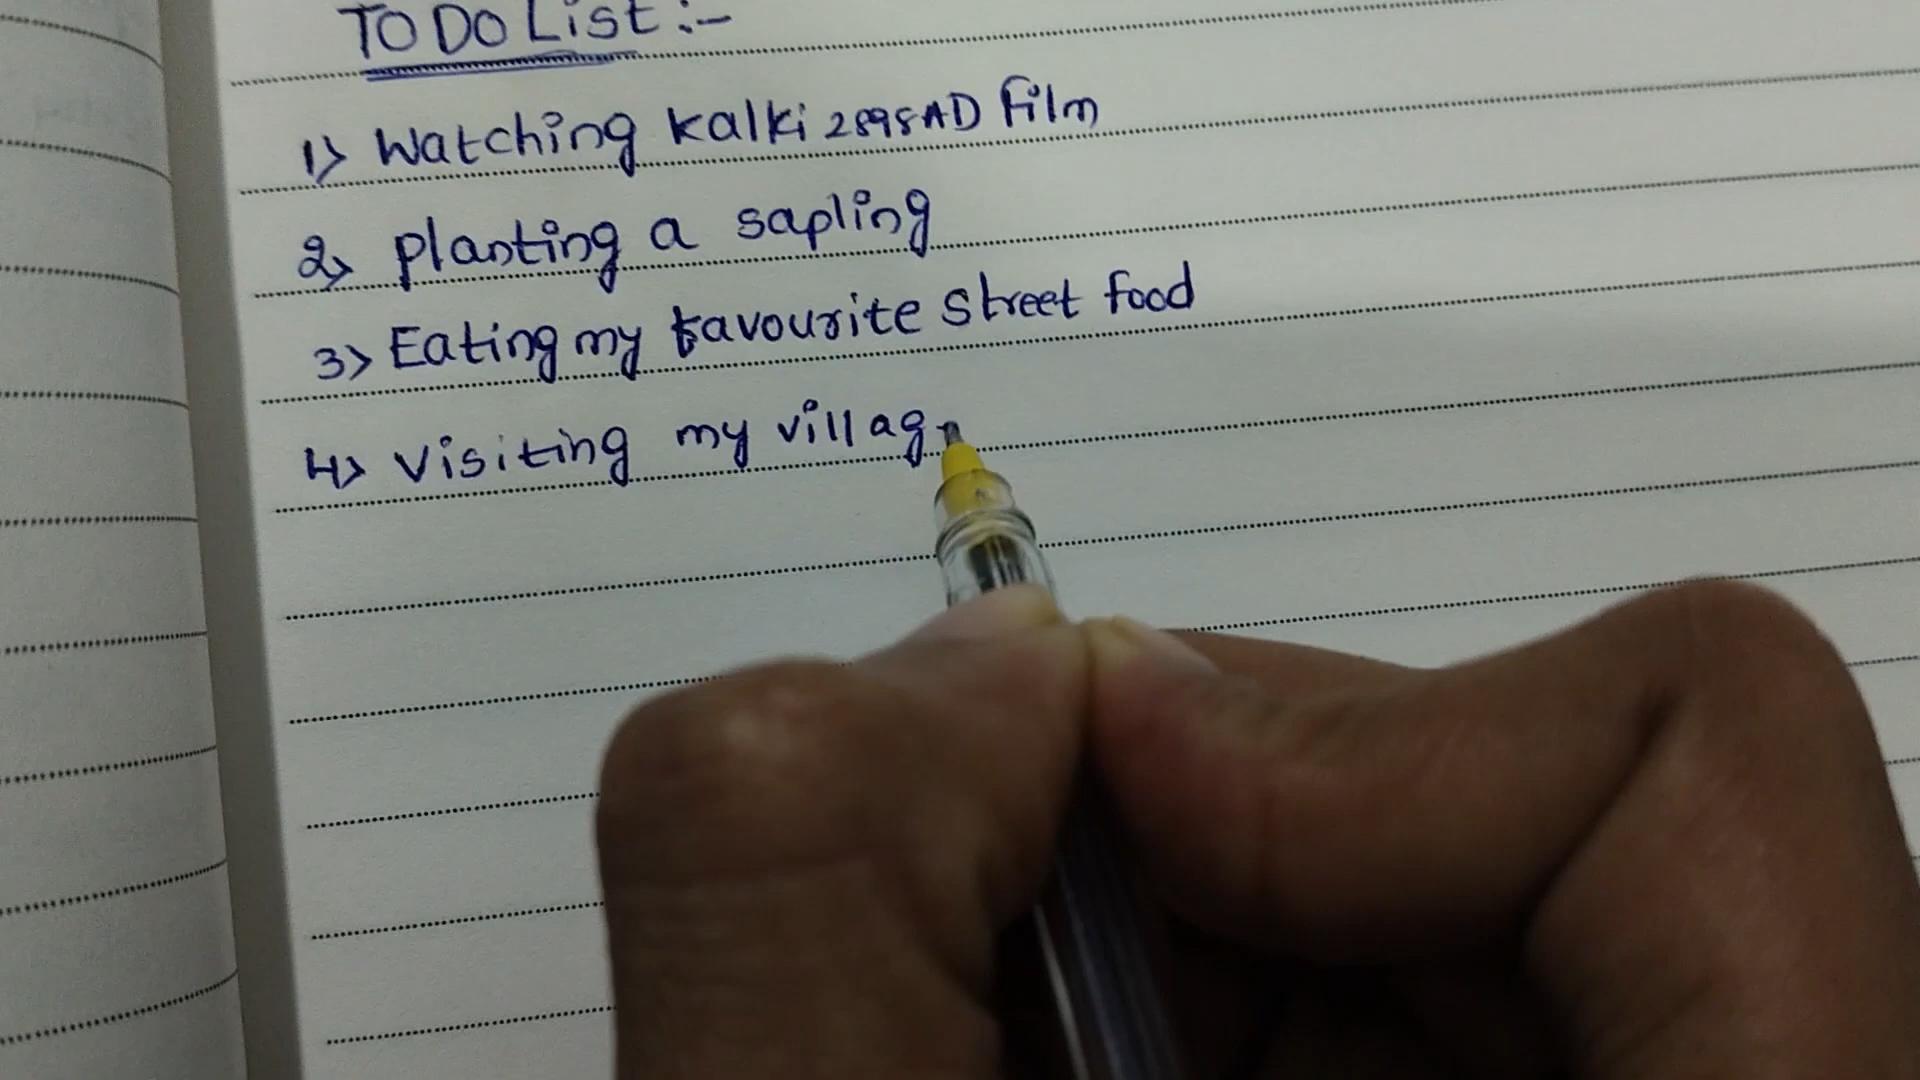 TO DO List :-
1) Watching Kalki 2898AD Film
2) Planting a sapling
3) Eating my favourite Street Food
4) Visiting my villag